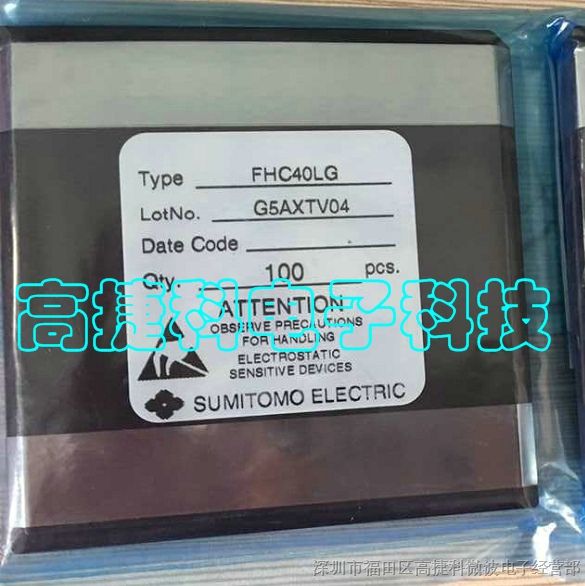 Type FHC40LG
LotNo. G5AXTV04
Date Code
Qty. 100 pcs.
高捷科电子科技
ATTENTION
OBSERVE PRECAUTIONS
FOR HANDLING
ELECTROSTATIC
SENSITIVE DEVICES
SUMITOMO ELECTRIC
深圳市福田区高捷科微波电子经营部